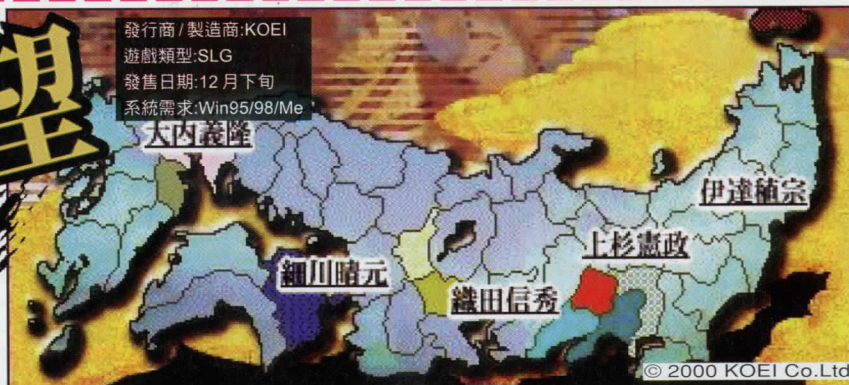 望
發行商/製造商:KOEI
遊戲類型:SLG
發售日期:12月下旬
系統需求:Win95/98/Me
大内義隆
伊達稙宗
上杉憲政
細川晴元
織田信秀
© 2000 KOEI Co.Ltd